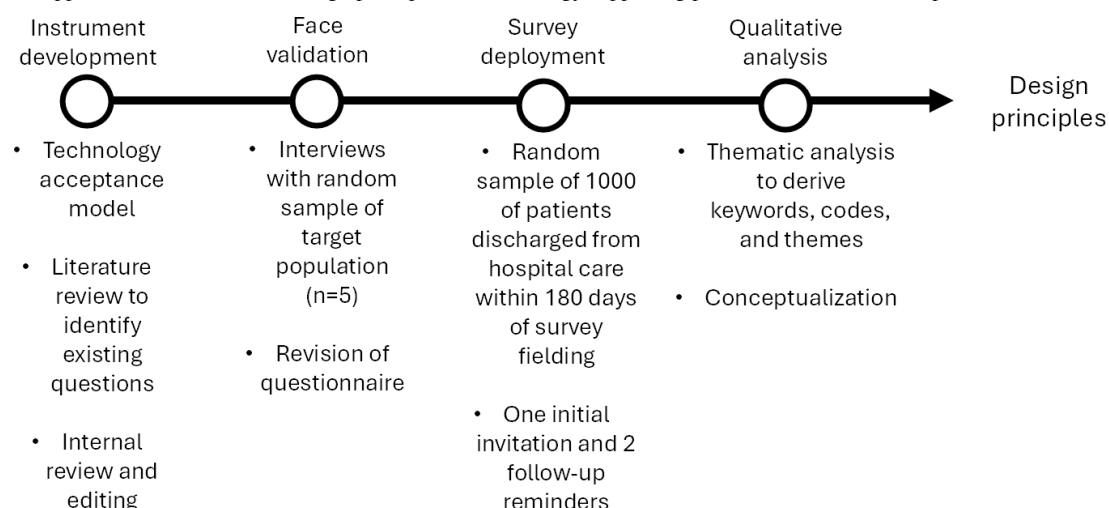 Instrument
development
Face
validation
Survey
deployment
Qualitative
analysis
Design
principles
• Technology
acceptance
model
• Literature
review to
identify
existing
questions
• Internal
review and
editing
• Interviews
with random
sample of
target
population
(n=5)
• Revision of
questionnaire
• Random
sample of 1000
of patients
discharged from
hospital care
within 180 days
of survey
fielding
• One initial
invitation and 2
follow-up
reminders
• Thematic analysis
to derive
keywords, codes,
and themes
• Conceptualization